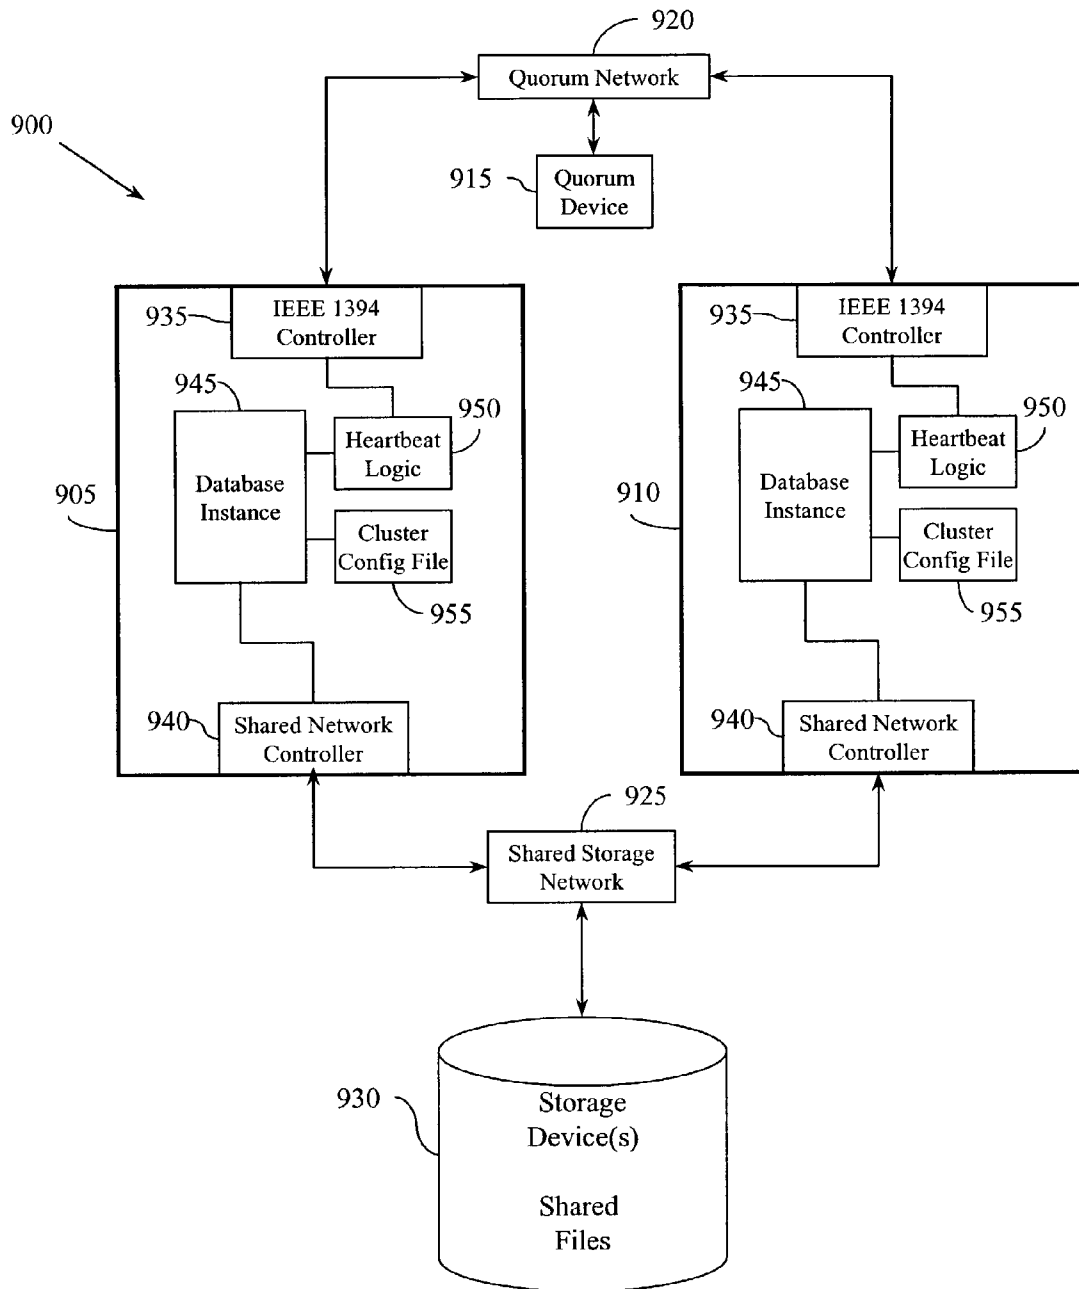 920
Quorum Network
900
915
Quorum
Device
935
IEEE 1394
Controller
945
950
Heartbeat
Logic
905
Database
Instance
Cluster
Config File
955
940
Shared Network
Controller
935
IEEE 1394
Controller
945
950
Heartbeat
Logic
910
Database
Instance
Cluster
Config File
955
940
Shared Network
Controller
925
Shared Storage
Network
930
Storage
Device(s)
Shared
Files